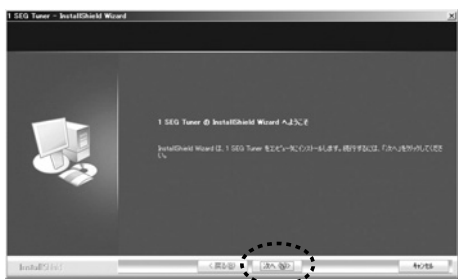 1 SEG Tuner - InstallShield Wizard
1 SEG Tuner の InstallShield Wizard へようこそ
InstallShield Wizard は、1 SEG Tuner をコンピュータにインストールします。続行するには、「次へ」をクリックしてください。
InstallShield
< 戻る(B)
次へ(N) >
キャンセル